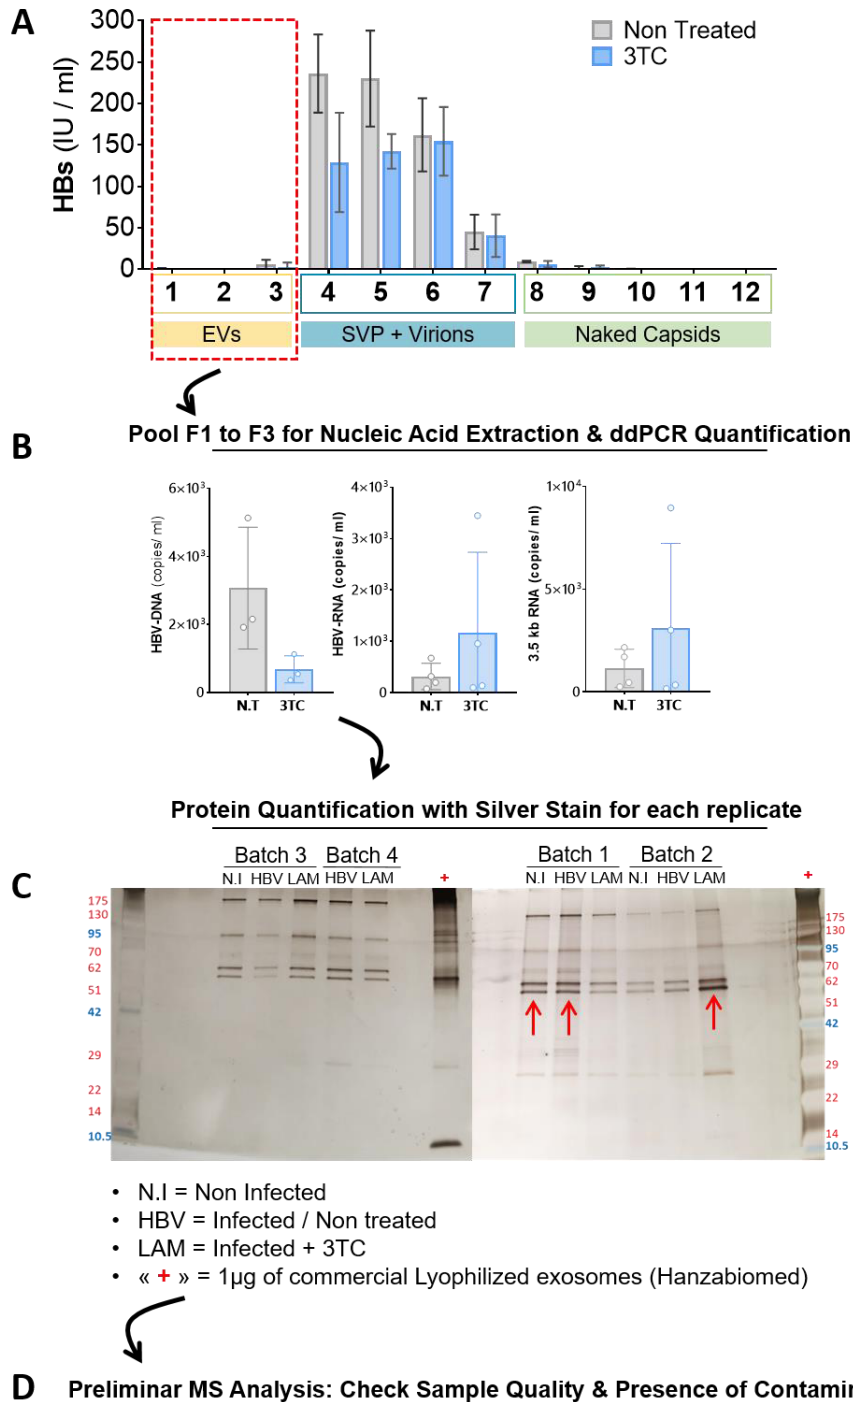 A
300
250
200
150
100
50
0
HBs (IU / ml)
Non Treated
3TC
1 2 3 4 5 6 7 8 9 10 11 12
EVs SVP + Virions Naked Capsids
Pool F1 to F3 for Nucleic Acid Extraction & ddPCR Quantification
B
HBV-DNA (copies/ ml)
6×10³
4×10³
2×10³
0
N.T 3TC
HBV-RNA (copies/ ml)
4×10³
3×10³
2×10³
1×10³
0
N.T 3TC
3.5 kb RNA (copies/ ml)
1×10⁴
5×10³
0
N.T 3TC
Protein Quantification with Silver Stain for each replicate
Batch 3 Batch 4 Batch 1 Batch 2
C
N.I HBV LAM HBV LAM + N.I HBV LAM N.I HBV LAM +
175
130
95
70
62
51
42
29
22
14
10.5
175
130
95
70
62
51
42
29
22
14
10.5
• N.I = Non Infected
• HBV = Infected / Non treated
• LAM = Infected + 3TC
• « + » = 1µg of commercial Lyophilized exosomes (Hanzabiomed)
D
Preliminar MS Analysis: Check Sample Quality & Presence of Contamin